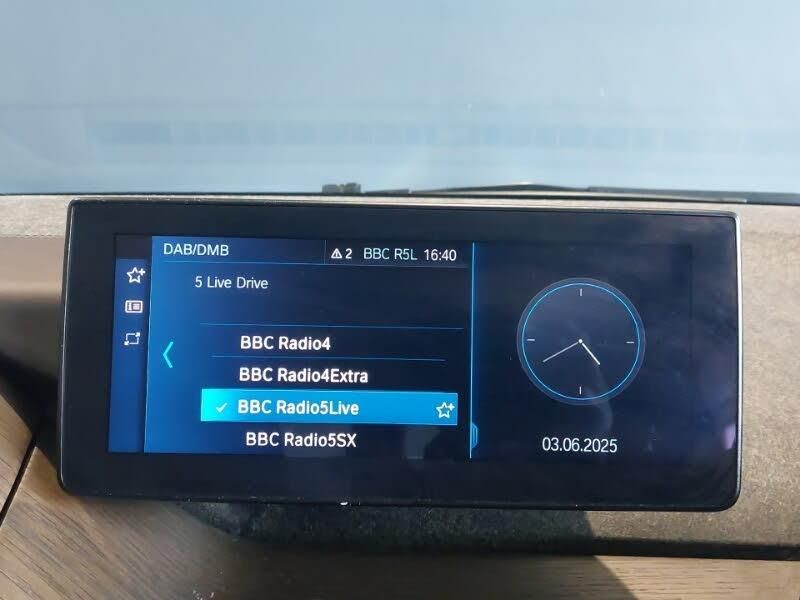 DAB/DMB
2 BBC R5L 16:40
5 Live Drive
BBC Radio4
BBC Radio4Extra
BBC Radio5Live
BBC Radio5SX
03.06.2025